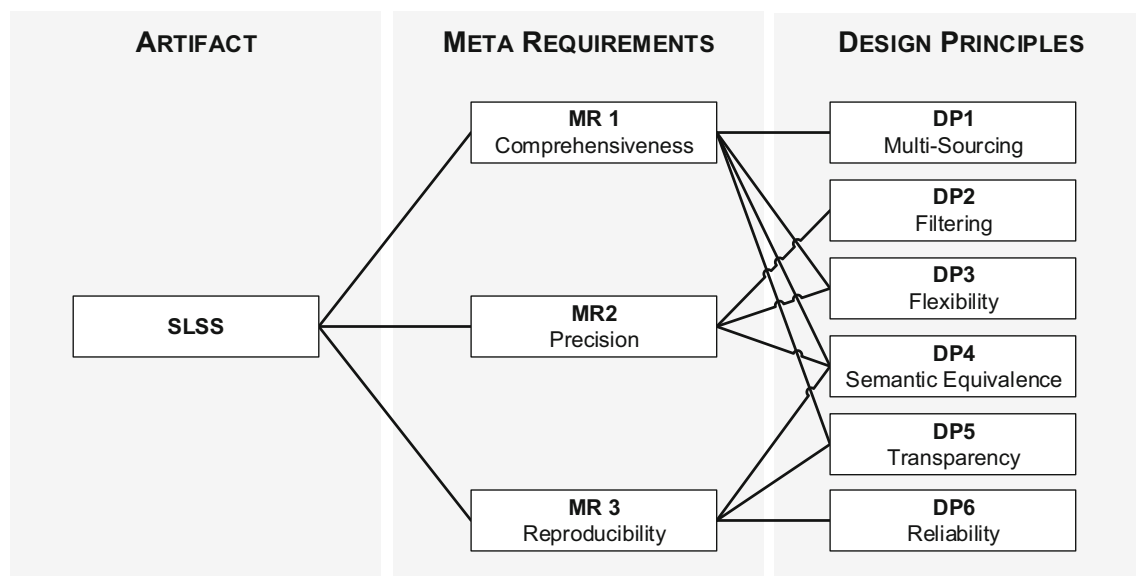 ARTIFACT
META REQUIREMENTS
DESIGN PRINCIPLES
SLSS
MR 1
Comprehensiveness
MR2
Precision
MR 3
Reproducibility
DP1
Multi-Sourcing
DP2
Filtering
DP3
Flexibility
DP4
Semantic Equivalence
DP5
Transparency
DP6
Reliability